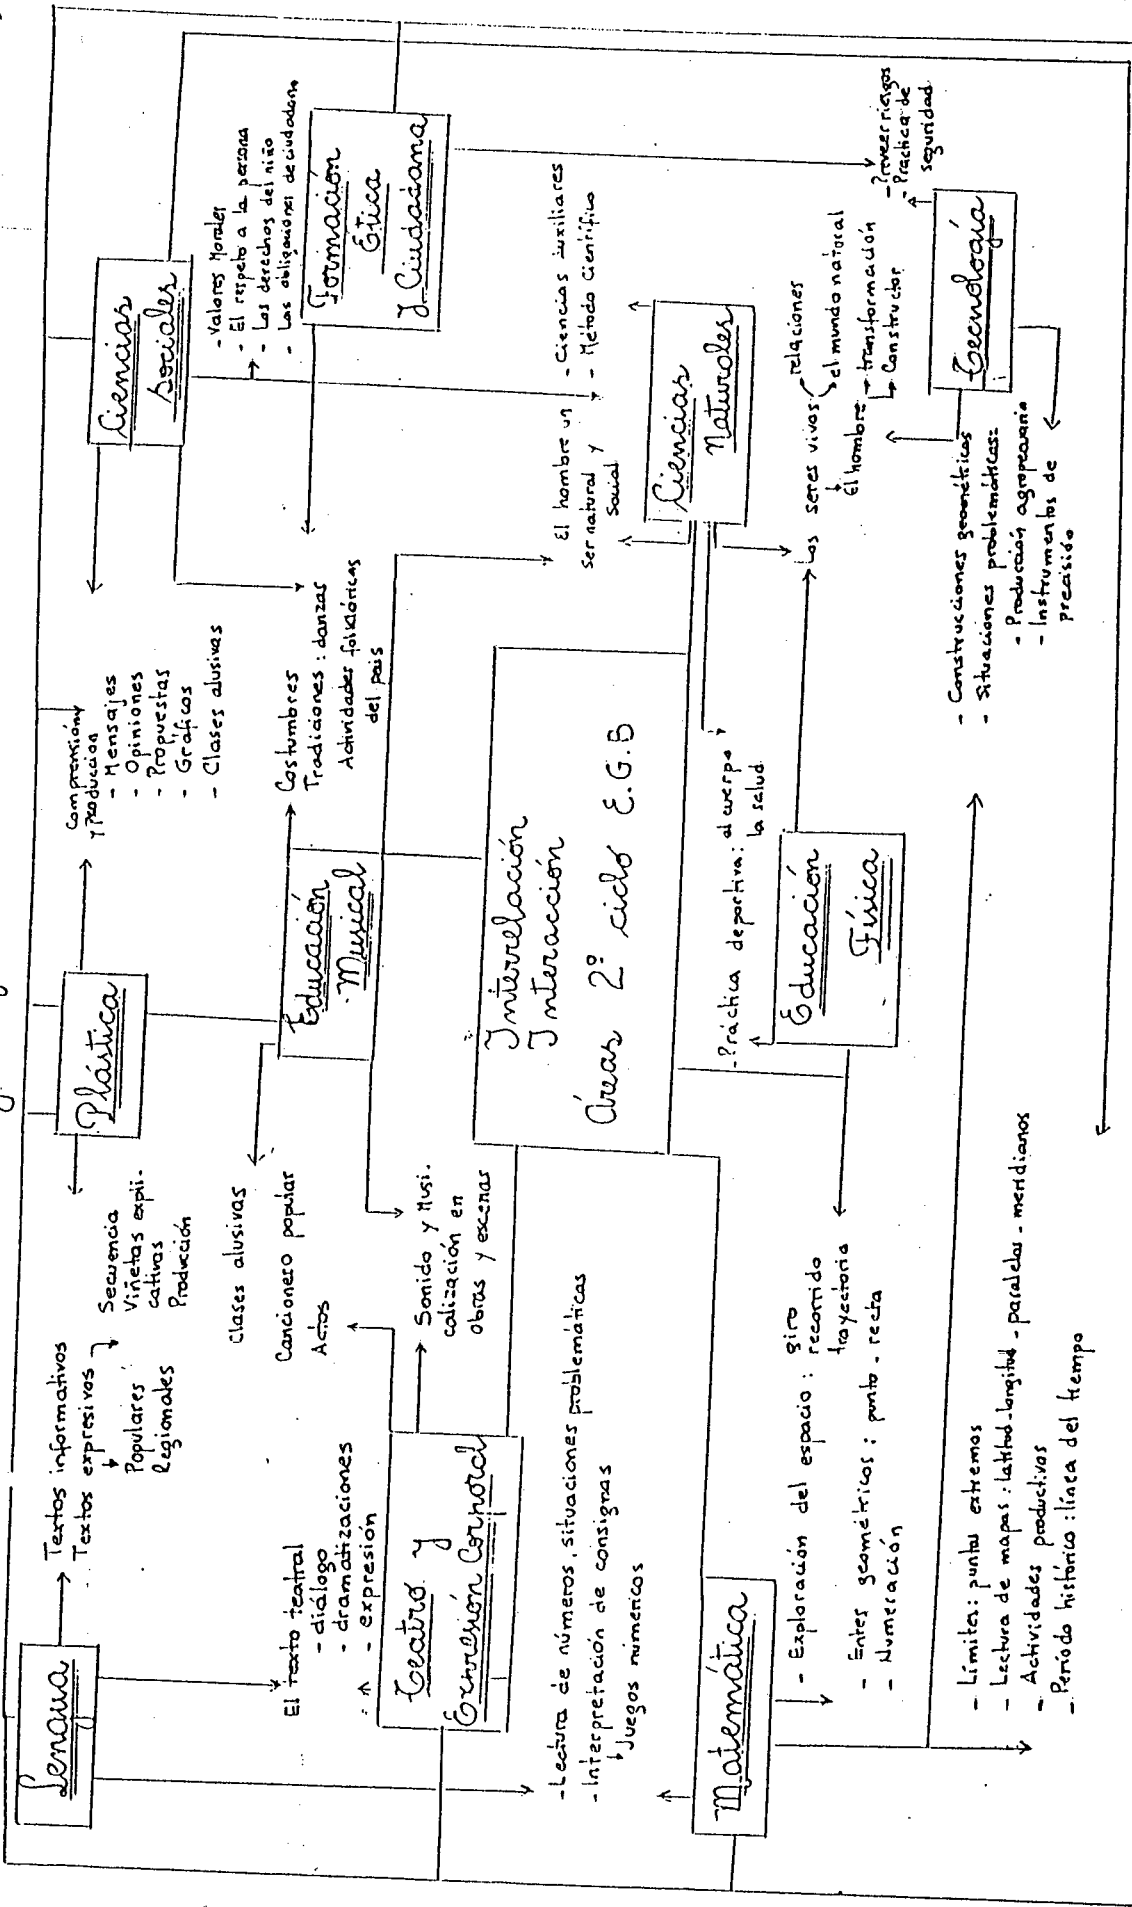 Lengua
Textos informativos
Textos expresivos
Populares
Regionales
Secuencia
Viñetas expli-
cativas
Producción
Plástica
Comprensión y
producción
- Mensajes
- Opiniones
- Propuestas
- Gráficos
- Clases alusivas
Ciencias
Sociales
- Valores Morales
- El respeto a la persona
- Los derechos del niño
- Las obligaciones de ciudadano
Formación
Ética
y Ciudadana
El texto teatral
- diálogo
- dramatizaciones
- expresión
Clases alusivas
Cancionero popular
Actos
Educación
Musical
Costumbres
Tradiciones: danzas
Actividades folklóricas
del país
Teatro y
Expresión Corporal
Sonido y Musi-
calización en
obras y escenas
Interrelación
Interacción
Áreas 2º ciclo E.G.B
El hombre un
ser natural y
Social
- Ciencias auxiliares
- Método Científico
Ciencias
Naturales
- Lectura de números, situaciones problemáticas
- Interpretación de consignas
Juegos numéricos
Matemática
- Práctica deportiva: al cuerpo
la salud
Educación
Física
Los seres vivos
relaciones
el mundo natural
El hombre
transformación
Constructor
- Preveer riesgos
- Práctica de
seguridad
Tecnología
- Exploración del espacio: giro
recorrido
trayectoria
- Entes geométricos: punto - recta
- Numeración
- Construcciones geométricas
- Situaciones problemáticas:
- Producción agropecuaria
- Instrumentos de
precisión
- Límites: puntos extremos
- Lectura de mapas: latitud-longitud - paralelos - meridianos
- Actividades productivas
- Período histórico: línea del tiempo